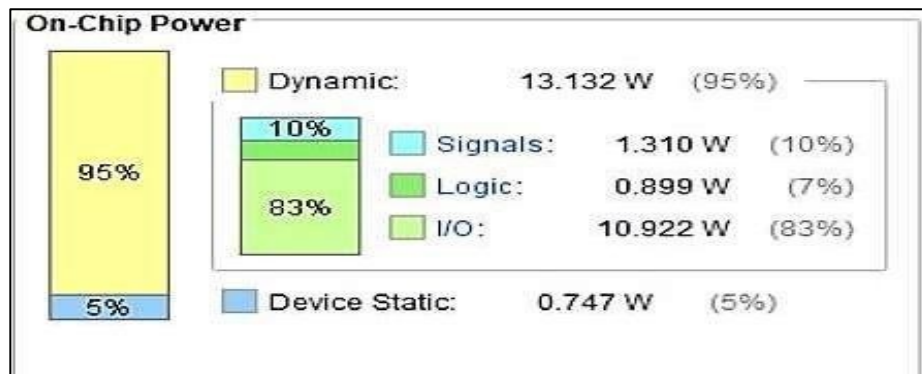 On-Chip Power
Dynamic: 13.132 W (95%)
10%
Signals: 1.310 W (10%)
95%
Logic: 0.899 W (7%)
83%
I/O: 10.922 W (83%)
5%
Device Static: 0.747 W (5%)